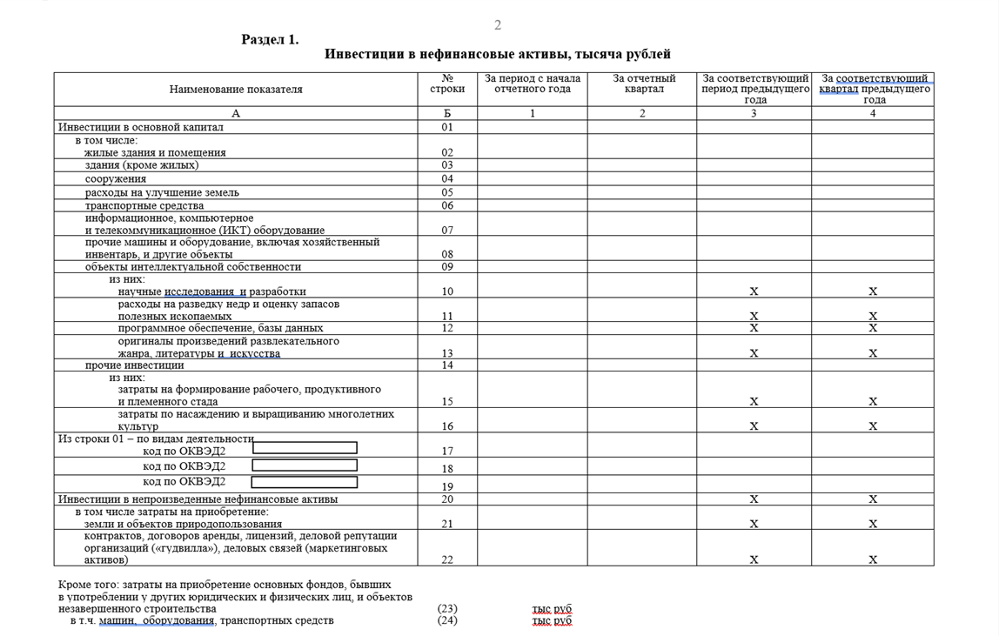 2
Раздел 1.
Инвестиции в нефинансовые активы, тысяча рублей
Наименование показателя
№
строки
За период с начала
отчетного года
За отчетный
квартал
За соответствующий
период предыдущего
года
За соответствующий
квартал предыдущего
года
А Б 1 2 3 4
Инвестиции в основной капитал 01
в том числе:
жилые здания и помещения 02
здания (кроме жилых) 03
сооружения 04
расходы на улучшение земель 05
транспортные средства 06
информационное, компьютерное
и телекоммуникационное (ИКТ) оборудование 07
прочие машины и оборудование, включая хозяйственный
инвентарь, и другие объекты 08
объекты интеллектуальной собственности 09
из них:
научные исследования и разработки 10 X X
расходы на разведку недр и оценку запасов
полезных ископаемых 11 X X
программное обеспечение, базы данных 12 X X
оригиналы произведений развлекательного
жанра, литературы и искусства 13 X X
прочие инвестиции 14
из них:
затраты на формирование рабочего, продуктивного
и племенного стада 15 X X
затраты по насаждению и выращиванию многолетних
культур 16 X X
Из строки 01 – по видам деятельности
код по ОКВЭД2 17
код по ОКВЭД2 18
код по ОКВЭД2 19
Инвестиции в непроизведенные нефинансовые активы 20 X X
в том числе затраты на приобретение:
земли и объектов природопользования 21 X X
контрактов, договоров аренды, лицензий, деловой репутации
организаций («гудвилла»), деловых связей (маркетинговых
активов) 22 X X
Кроме того: затраты на приобретение основных фондов, бывших
в употреблении у других юридических и физических лиц, и объектов
незавершенного строительства (23) тыс руб
в т.ч. машин, оборудования, транспортных средств (24) тыс руб